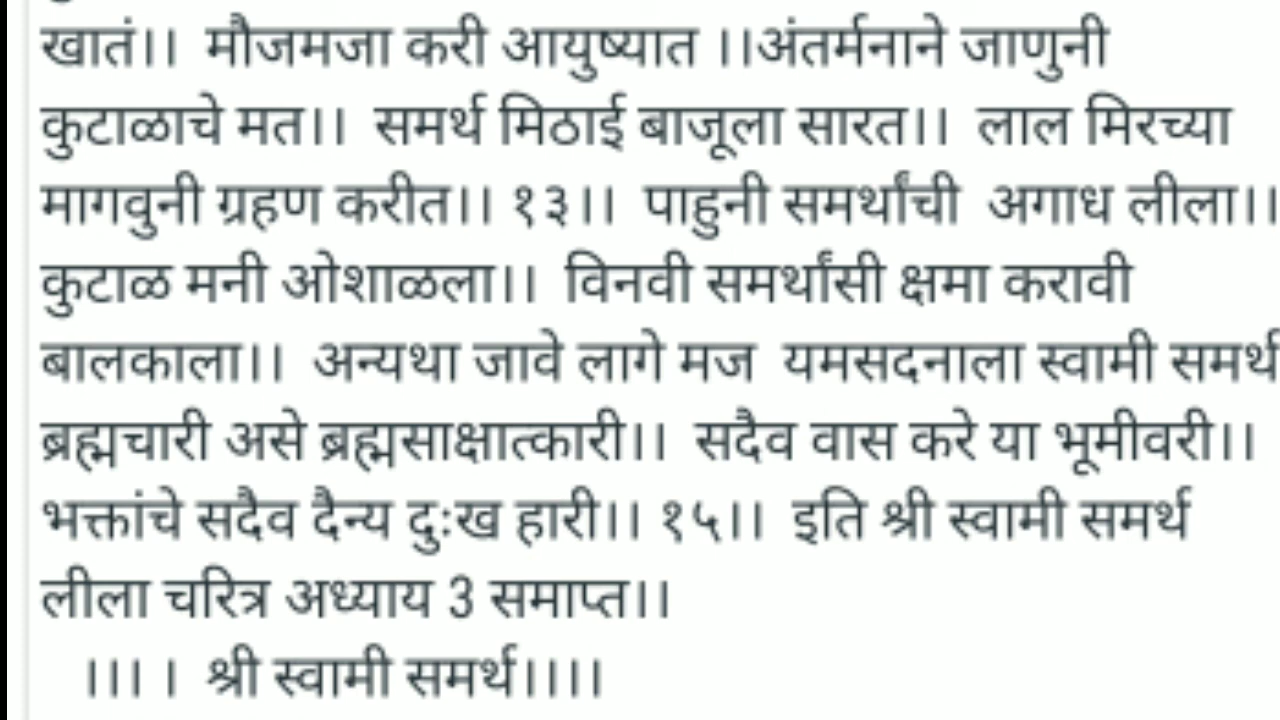 खातं।। मौजमजा करी आयुष्यात ।।अंतर्मनाने जाणुनी
कुटाळाचे मत।। समर्थ मिठाई बाजूला सारत।। लाल मिरच्या
मागवुनी ग्रहण करीत।। १३।। पाहुनी समर्थांची अगाध लीला।।
कुटाळ मनी ओशाळला।। विनवी समर्थांसी क्षमा करावी
बालकाला।। अन्यथा जावे लागे मज यमसदनाला स्वामी समर्थ
ब्रह्मचारी असे ब्रह्मसाक्षात्कारी।। सदैव वास करे या भूमीवरी।।
भक्तांचे सदैव दैन्य दुःख हारी।। १५।। इति श्री स्वामी समर्थ
लीला चरित्र अध्याय 3 समाप्त।।
।।। । श्री स्वामी समर्थ।।।।